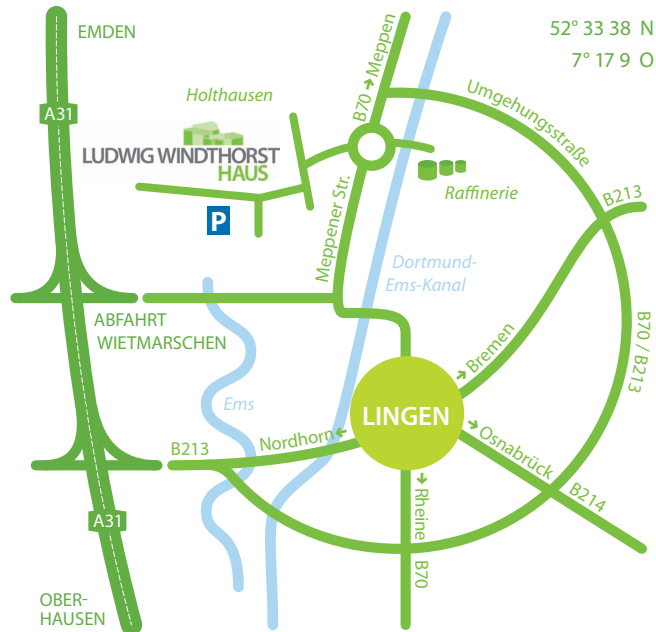 EMDEN
52° 33 38 N
7° 17 9 O
B70 → Meppen
Umgehungsstraße
Holthausen
A31
LUDWIG WINDTHORST
HAUS
P
Raffinerie
B213
Meppener Str.
Dortmund-
Ems-Kanal
ABFAHRT
WIETMARSCHEN
B70 / B213
→ Bremen
Ems
LINGEN
B213
Nordhorn ←
→ Osnabrück
B214
→ Rheine
B70
A31
OBER-
HAUSEN